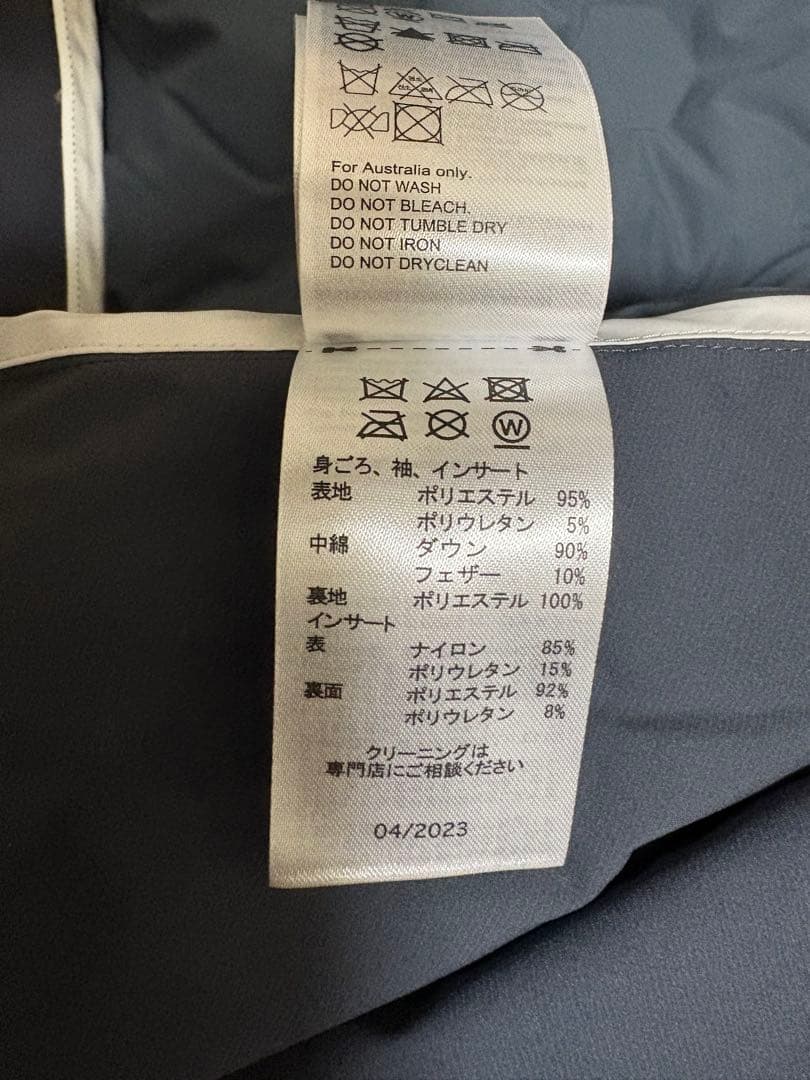 For Australia only.
DO NOT WASH
DO NOT BLEACH.
DO NOT TUMBLE DRY
DO NOT IRON
DO NOT DRYCLEAN
W
身ごろ、袖、インサート
表地 ポリエステル 95%
ポリウレタン 5%
中綿 ダウン 90%
フェザー 10%
裏地 ポリエステル 100%
インサート
表 ナイロン 85%
ポリウレタン 15%
裏面 ポリエステル 92%
ポリウレタン 8%
クリーニングは
専門店にご相談ください
04/2023